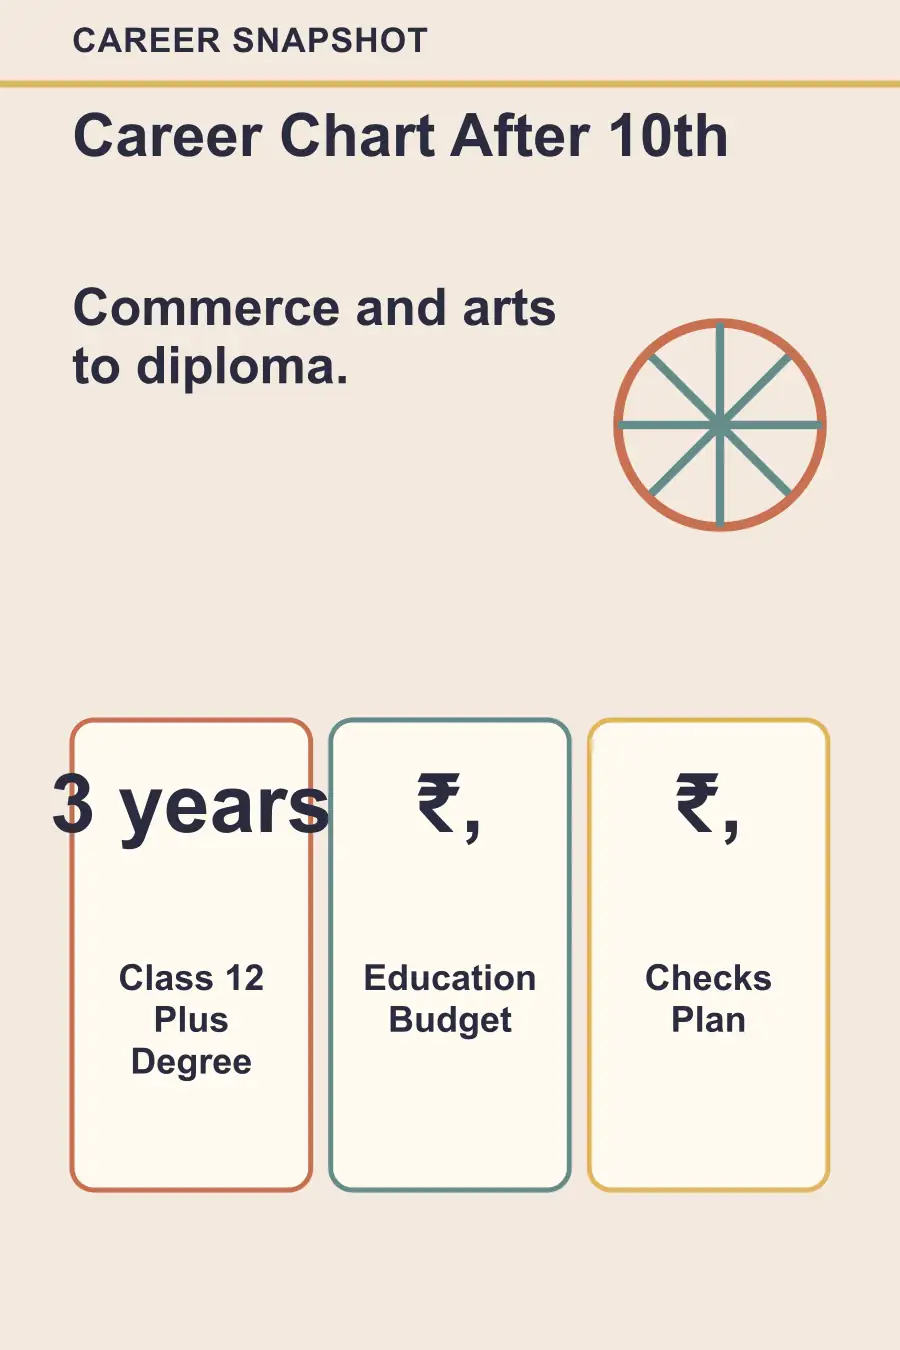 CAREER SNAPSHOT
Career Chart After 10th
Commerce and arts
to diploma.
3 years
Class 12
Plus
Degree
₹,
Education
Budget
₹,
Checks
Plan